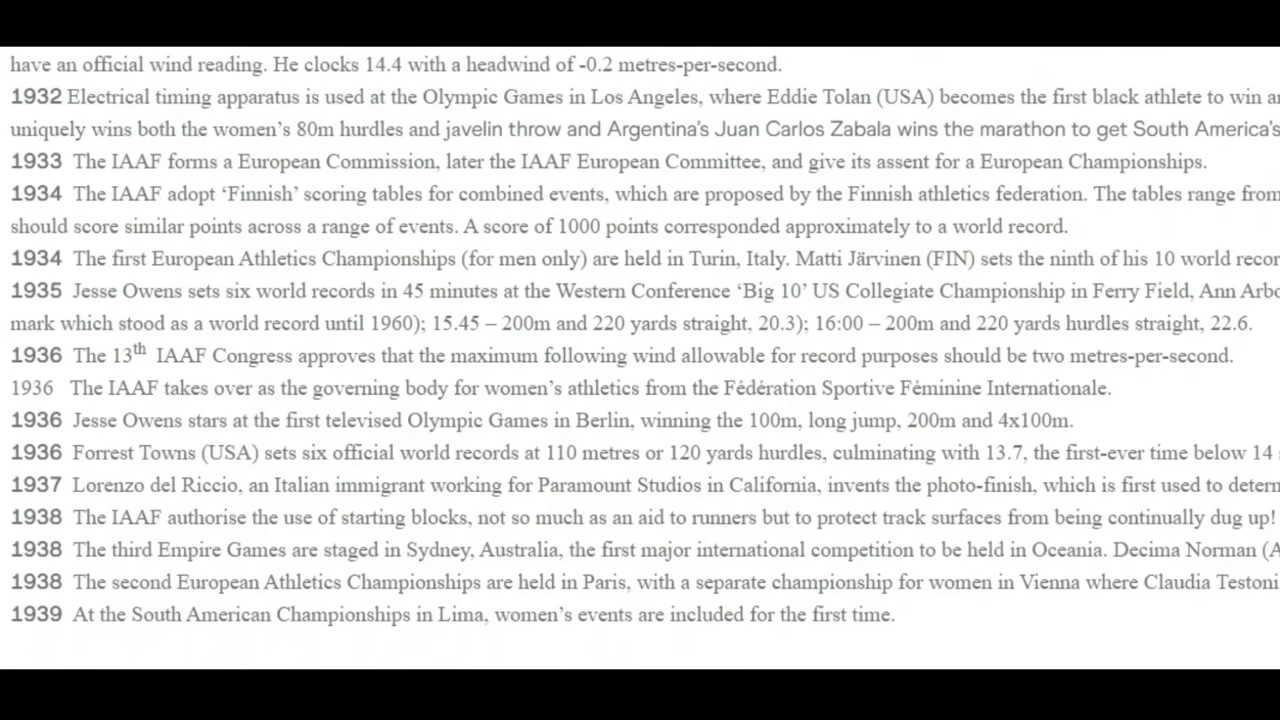 have an official wind reading. He clocks 14.4 with a headwind of -0.2 metres-per-second.
1932 Electrical timing apparatus is used at the Olympic Games in Los Angeles, where Eddie Tolan (USA) becomes the first black athlete to win
uniquely wins both the women's 80m hurdles and javelin throw and Argentina's Juan Carlos Zabala wins the marathon to get South America's
1933 The IAAF forms a European Commission, later the IAAF European Committee, and give its assent for a European Championships.
1934 The IAAF adopt ‘Finnish’ scoring tables for combined events, which are proposed by the Finnish athletics federation. The tables range from
should score similar points across a range of events. A score of 1000 points corresponded approximately to a world record.
1934 The first European Athletics Championships (for men only) are held in Turin, Italy. Matti Järvinen (FIN) sets the ninth of his 10 world
1935 Jesse Owens sets six world records in 45 minutes at the Western Conference ‘Big 10’ US Collegiate Championship in Ferry Field, Ann
mark which stood as a world record until 1960); 15.45 – 200m and 220 yards straight, 20.3); 16:00 – 200m and 220 yards hurdles straight, 22.6.
1936 The 13th IAAF Congress approves that the maximum following wind allowable for record purposes should be two metres-per-second.
1936 The IAAF takes over as the governing body for women’s athletics from the Fédération Sportive Féminine Internationale.
1936 Jesse Owens stars at the first televised Olympic Games in Berlin, winning the 100m, long jump, 200m and 4x100m.
1936 Forrest Towns (USA) sets six official world records at 110 metres or 120 yards hurdles, culminating with 13.7, the first-ever time below 14
1937 Lorenzo del Riccio, an Italian immigrant working for Paramount Studios in California, invents the photo-finish, which is first used to
1938 The IAAF authorise the use of starting blocks, not so much as an aid to runners but to protect track surfaces from being continually dug up!
1938 The third Empire Games are staged in Sydney, Australia, the first major international competition to be held in Oceania. Decima Norman
1938 The second European Athletics Championships are held in Paris, with a separate championship for women in Vienna where Claudia Testoni
1939 At the South American Championships in Lima, women’s events are included for the first time.